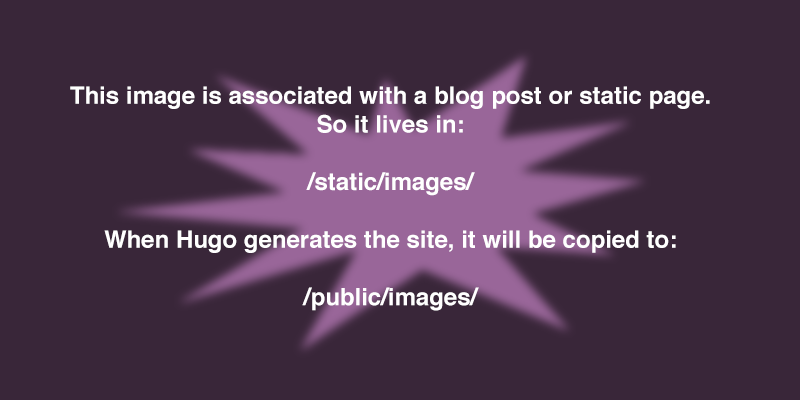 This image is associated with a blog post or static page.
So it lives in:
/static/images/
When Hugo generates the site, it will be copied to:
/public/images/